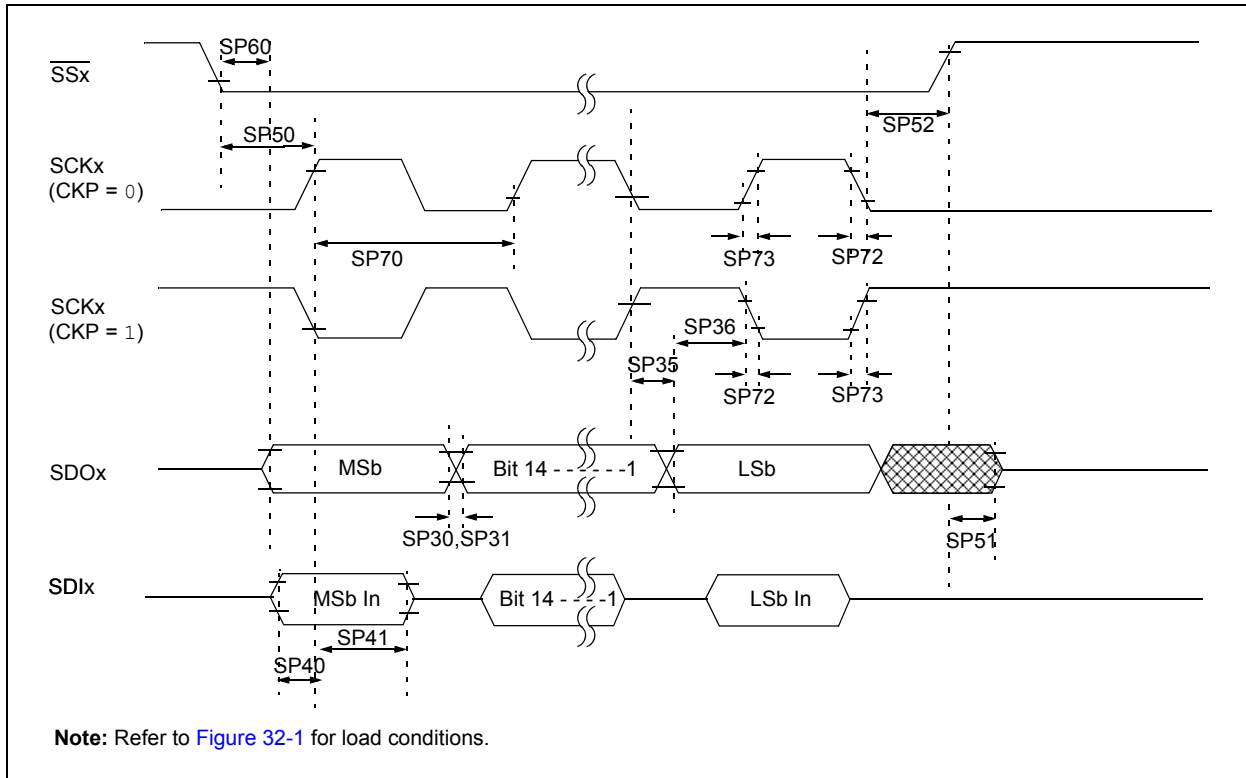 SP60
SSx
SP50
SP52
SCKx
(CKP = 0)
SP70
SP73
SP72
SCKx
(CKP = 1)
SP36
SP35
SP72
SP73
SDOx
MSb
Bit 14 - - - - - -1
LSb
SP30,SP31
SP51
SDIx
MSb In
Bit 14 - - - -1
LSb In
SP41
SP40
Note: Refer to Figure 32-1 for load conditions.